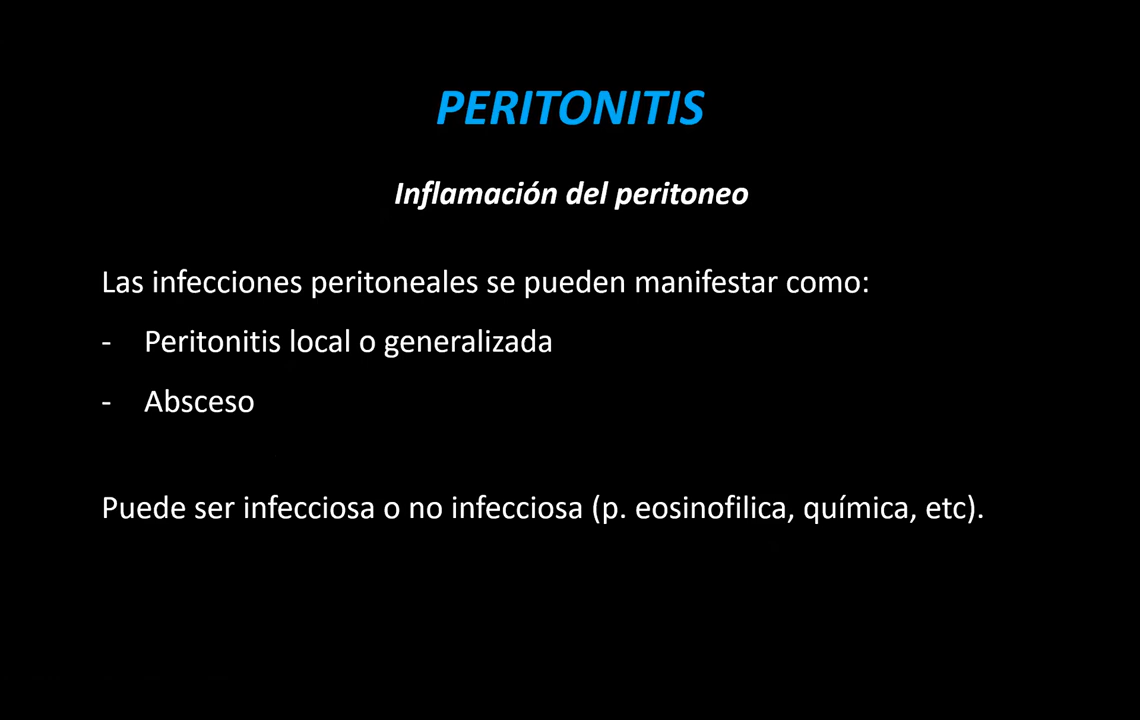 PERITONITIS
Inflamación del peritoneo
Las infecciones peritoneales se pueden manifestar como:
- Peritonitis local o generalizada
- Absceso
Puede ser infecciosa o no infecciosa (p. eosinofilica, química, etc).